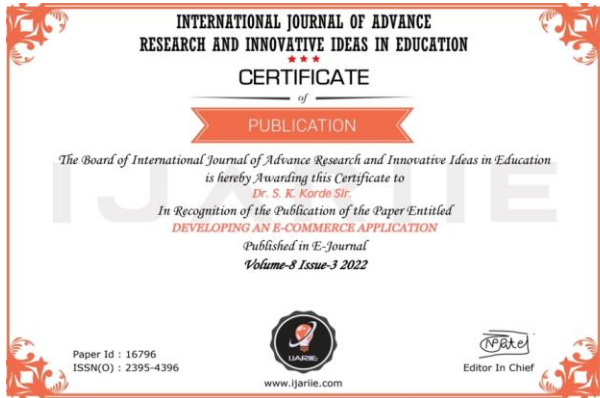 INTERNATIONAL JOURNAL OF ADVANCE
RESEARCH AND INNOVATIVE IDEAS IN EDUCATION
CERTIFICATE
of
PUBLICATION
The Board of International Journal of Advance Research and Innovative Ideas in Education
is hereby Awarding this Certificate to
Dr. S. K. Korde Sir.
In Recognition of the Publication of the Paper Entitled
DEVELOPING AN E-COMMERCE APPLICATION
Published in E-Journal
Volume-8 Issue-3 2022
IJARIIE
Paper Id : 16796
ISSN(O) : 2395-4396
IJARIIE
www.ijariie.com
Editor In Chief